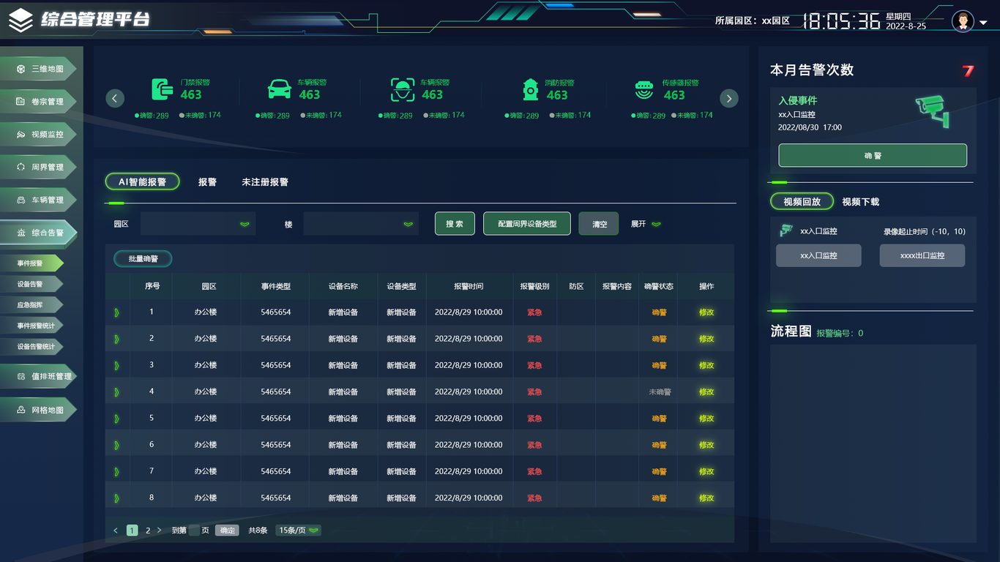 综合管理平台
所属园区：xx园区
18:05:36
星期四
2022-8-25
三维地图
卷宗管理
视频监控
周界管理
车辆管理
综合告警
事件报警
设备告警
应急指挥
事件报警统计
设备告警统计
值排班管理
网格地图
门禁报警
463
确警：289 未确警：174
车辆报警
463
确警：289 未确警：174
车辆报警
463
确警：289 未确警：174
消防报警
463
确警：289 未确警：174
传感器报警
463
确警：289 未确警：174
AI智能报警 报警 未注册报警
园区 楼 搜 索 配置周界设备类型 清空 展开
批量确警
序号 园区 事件类型 设备名称 设备类型 报警时间 报警级别 防区 报警内容 确警状态 操作
1 办公楼 5465654 新增设备 新增设备 2022/8/29 10:00:00 紧急 确警 修改
2 办公楼 5465654 新增设备 新增设备 2022/8/29 10:00:00 紧急 确警 修改
3 办公楼 5465654 新增设备 新增设备 2022/8/29 10:00:00 紧急 确警 修改
4 办公楼 5465654 新增设备 新增设备 2022/8/29 10:00:00 紧急 未确警 修改
5 办公楼 5465654 新增设备 新增设备 2022/8/29 10:00:00 紧急 确警 修改
6 办公楼 5465654 新增设备 新增设备 2022/8/29 10:00:00 紧急 确警 修改
7 办公楼 5465654 新增设备 新增设备 2022/8/29 10:00:00 紧急 确警 修改
8 办公楼 5465654 新增设备 新增设备 2022/8/29 10:00:00 紧急 确警 修改
< 1 2 > 到第 页 确定 共8条 15条/页
本月告警次数 7
入侵事件
xx入口监控
2022/08/30 17:00
确 警
视频回放 视频下载
xx入口监控 录像起止时间（-10，10）
xx入口监控 xxxx出口监控
流程图 报警编号：0